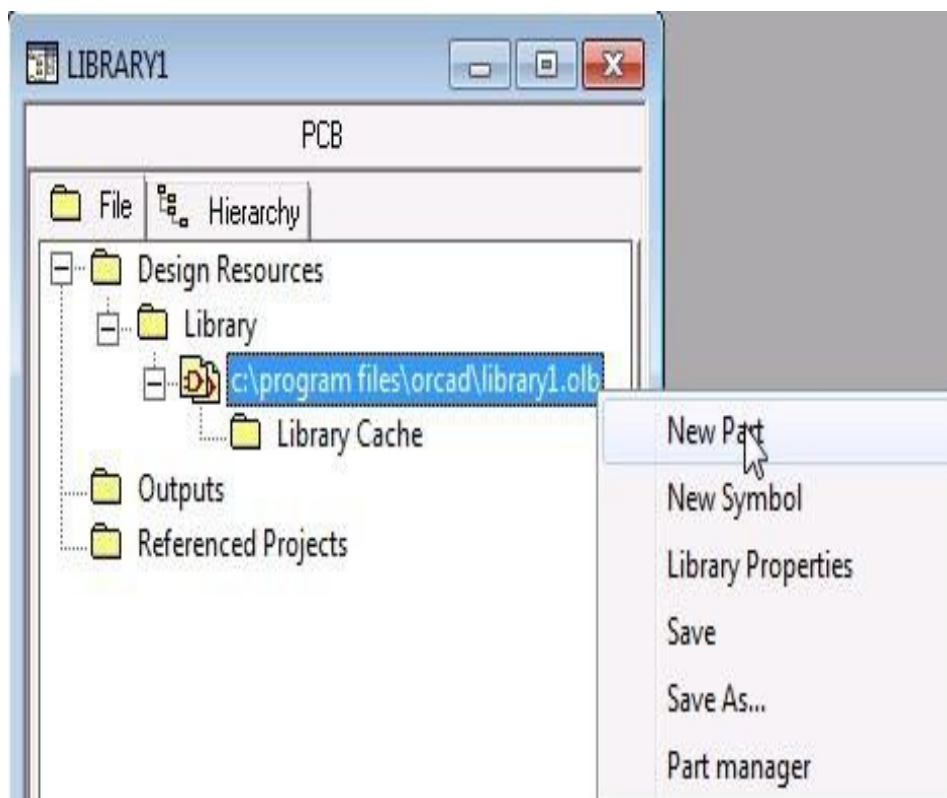 LIBRARY1
PCB
File
Hierarchy
Design Resources
Library
c:\program files\orcad\library1.olb
Library Cache
Outputs
Referenced Projects
New Part
New Symbol
Library Properties
Save
Save As...
Part manager